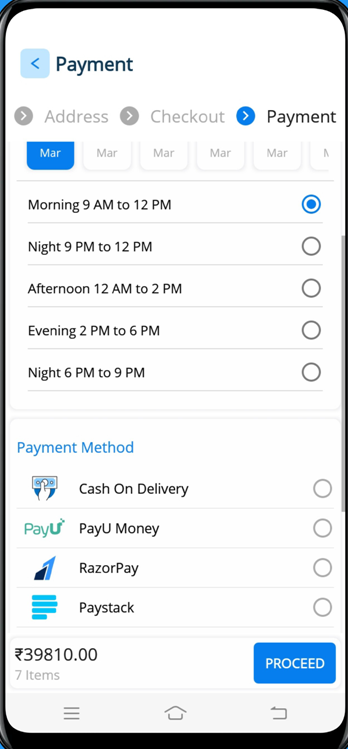 Payment
Address Checkout Payment
Mar Mar Mar Mar Mar
Morning 9 AM to 12 PM
Night 9 PM to 12 PM
Afternoon 12 AM to 2 PM
Evening 2 PM to 6 PM
Night 6 PM to 9 PM
Payment Method
Cash On Delivery
PayU PayU Money
RazorPay
Paystack
₹39810.00
7 Items
PROCEED